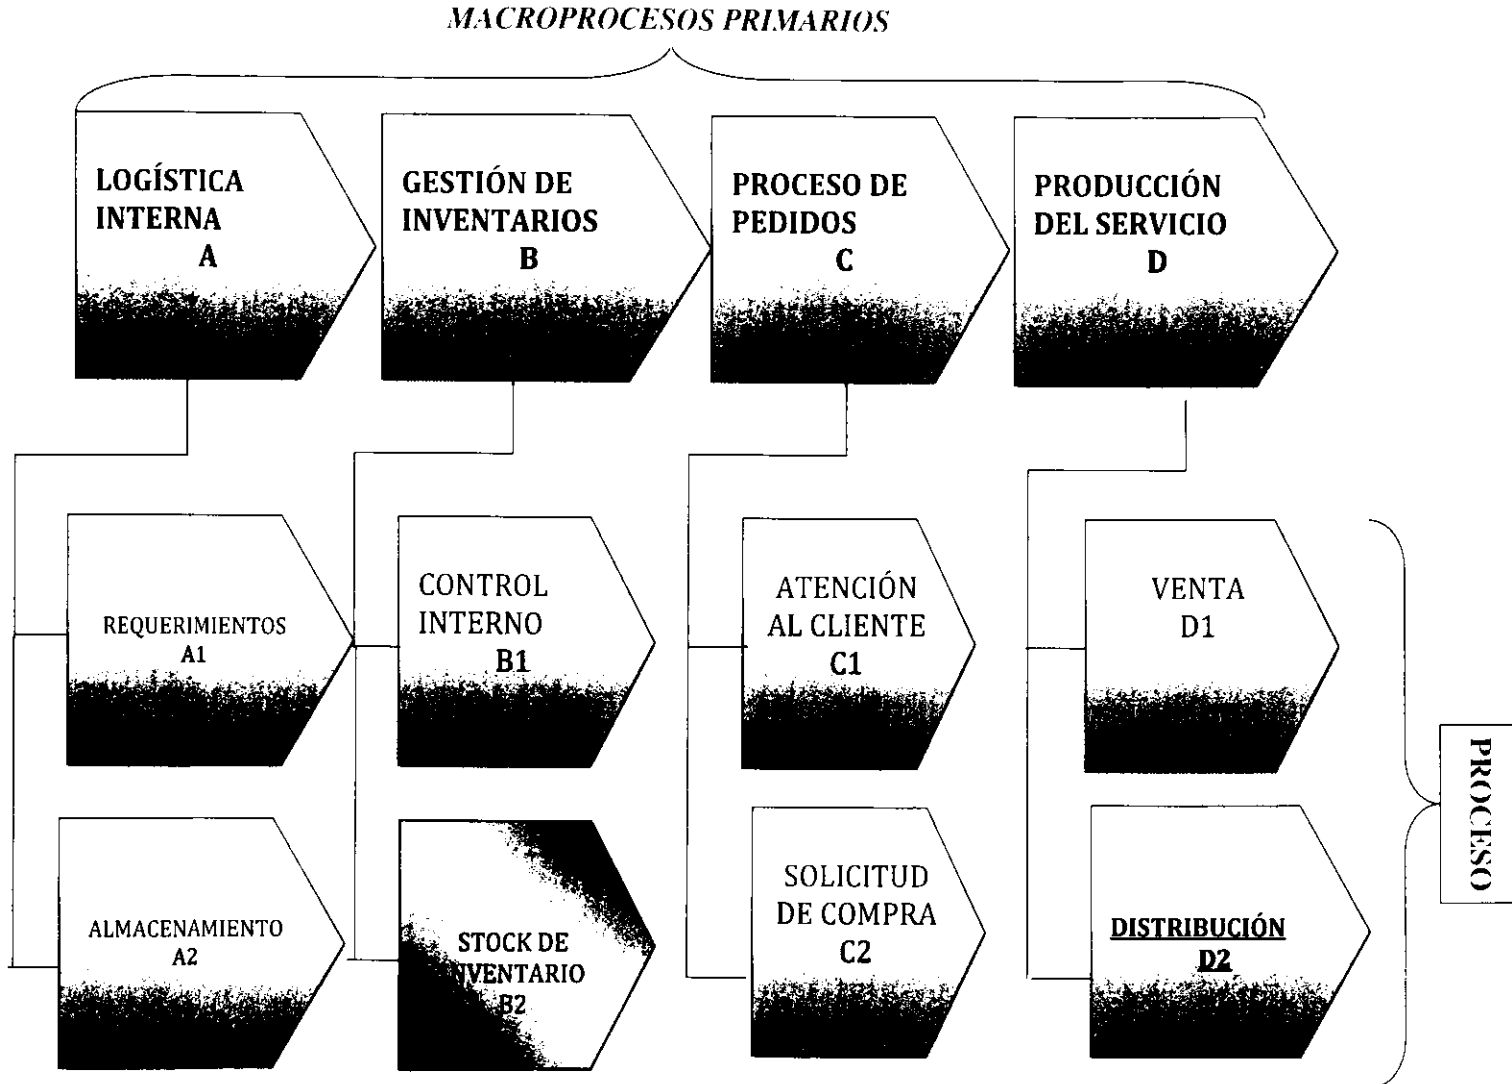 MACROPROCESOS PRIMARIOS
LOGÍSTICA
INTERNA
A
GESTIÓN DE
INVENTARIOS
B
PROCESO DE
PEDIDOS
C
PRODUCCIÓN
DEL SERVICIO
D
REQUERIMIENTOS
A1
CONTROL
INTERNO
B1
ATENCIÓN
AL CLIENTE
C1
VENTA
D1
ALMACENAMIENTO
A2
STOCK DE
INVENTARIO
B2
SOLICITUD
DE COMPRA
C2
DISTRIBUCIÓN
D2
PROCESO